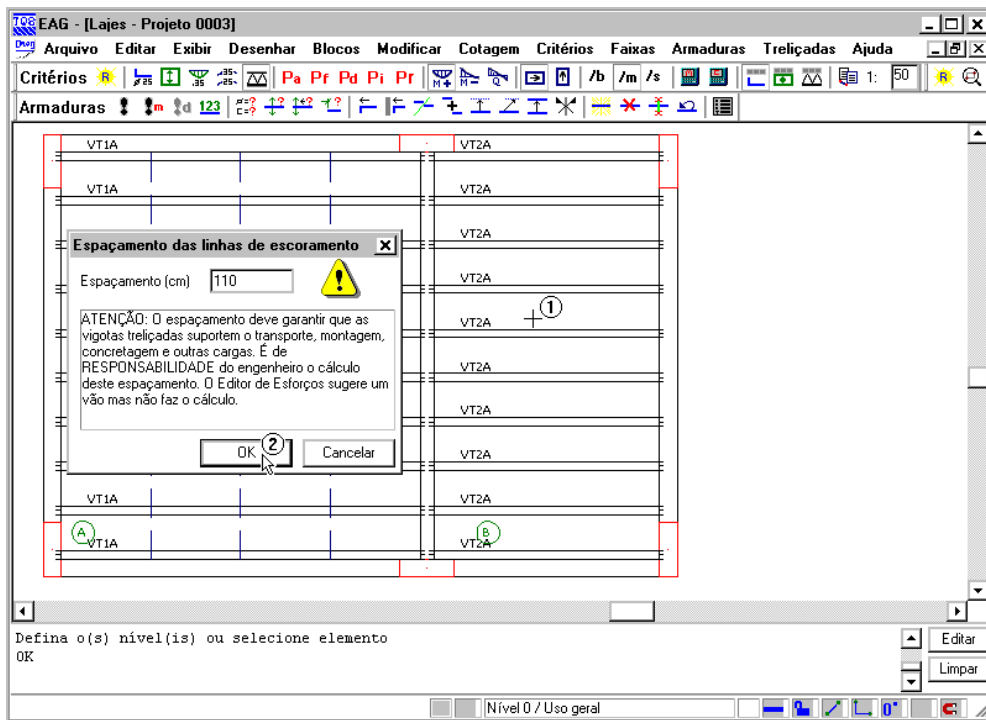 TQS EAG - [Lajes - Projeto 0003]
Arquivo Editar Exibir Desenhar Blocos Modificar Cotagem Critérios Faixas Armaduras Treliçadas Ajuda
Critérios R ø 25 .35 35 25 Pa Pf Pd Pi Pr M+ M- Q /b /m /s 1: 50 R
Armaduras m d 123 ø=? C=? ? ?
VT1A VT2A
VT1A VT2A
VT2A
Espaçamento das linhas de escoramento
Espaçamento (cm) 110
ATENÇÃO: O espaçamento deve garantir que as
vigotas treliçadas suportem o transporte, montagem,
concretagem e outras cargas. É de
RESPONSABILIDADE do engenheiro o cálculo
deste espaçamento. O Editor de Esforços sugere um
vão mas não faz o cálculo.
OK 2 Cancelar
VT2A
VT2A 1
VT2A
VT2A
VT2A
VT1A VT2A
A VT1A B VT2A
Defina o(s) nível(is) ou selecione elemento
OK
Editar
Limpar
Nível 0 / Uso geral
0°